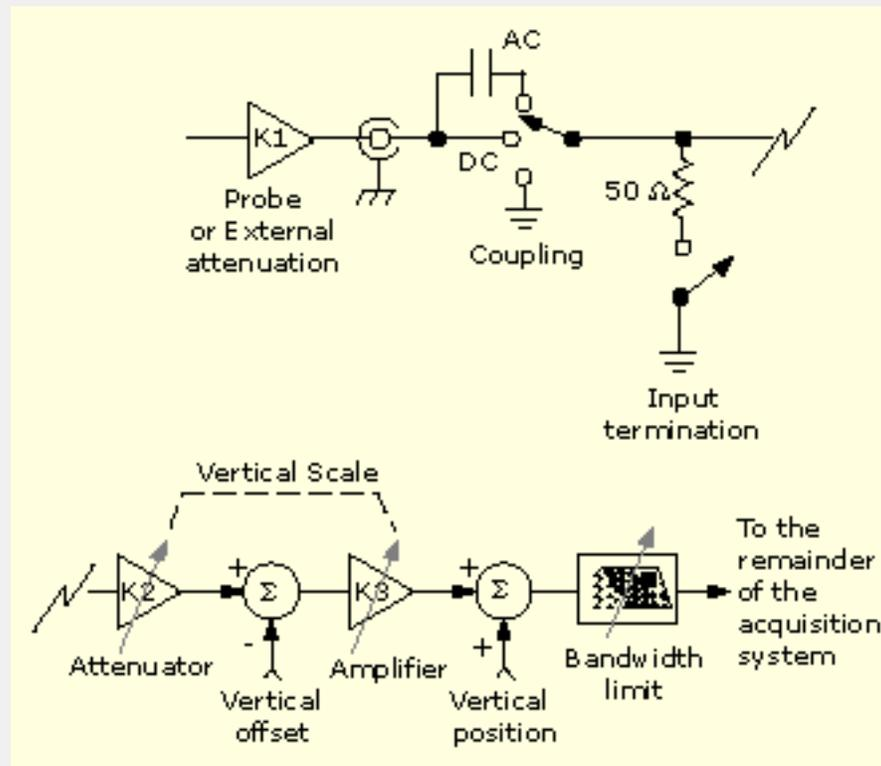 AC
K1
DC
50 Ω
Probe
or External
attenuation
Coupling
Input
termination
Vertical Scale
To the
remainder
of the
acquisition
system
+
+
K2
Σ
K3
Σ
-
+
Attenuator
Amplifier
Bandwidth
limit
Vertical
offset
Vertical
position